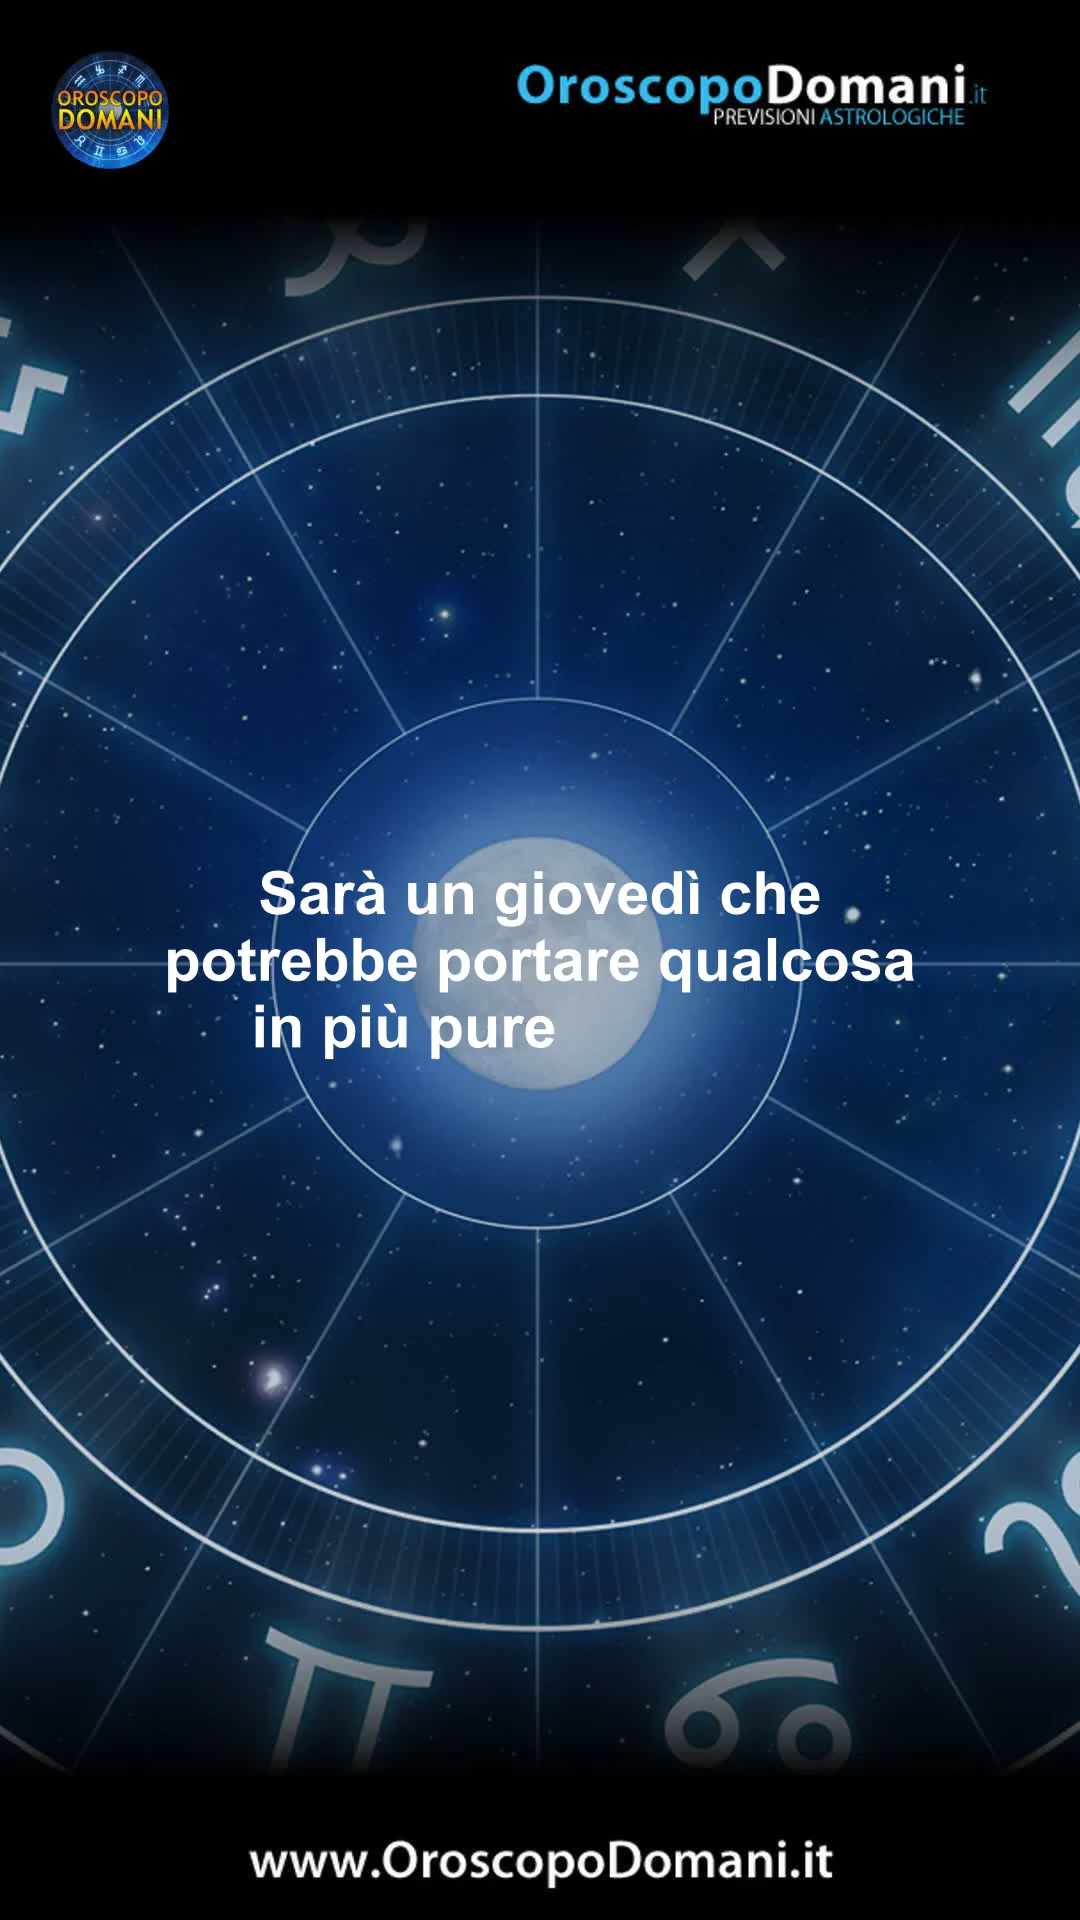 OROSCOPO
DOMANI
OroscopoDomani.it
PREVISIONI ASTROLOGICHE
Sarà un giovedì che
potrebbe portare qualcosa
in più pure
www.OroscopoDomani.it